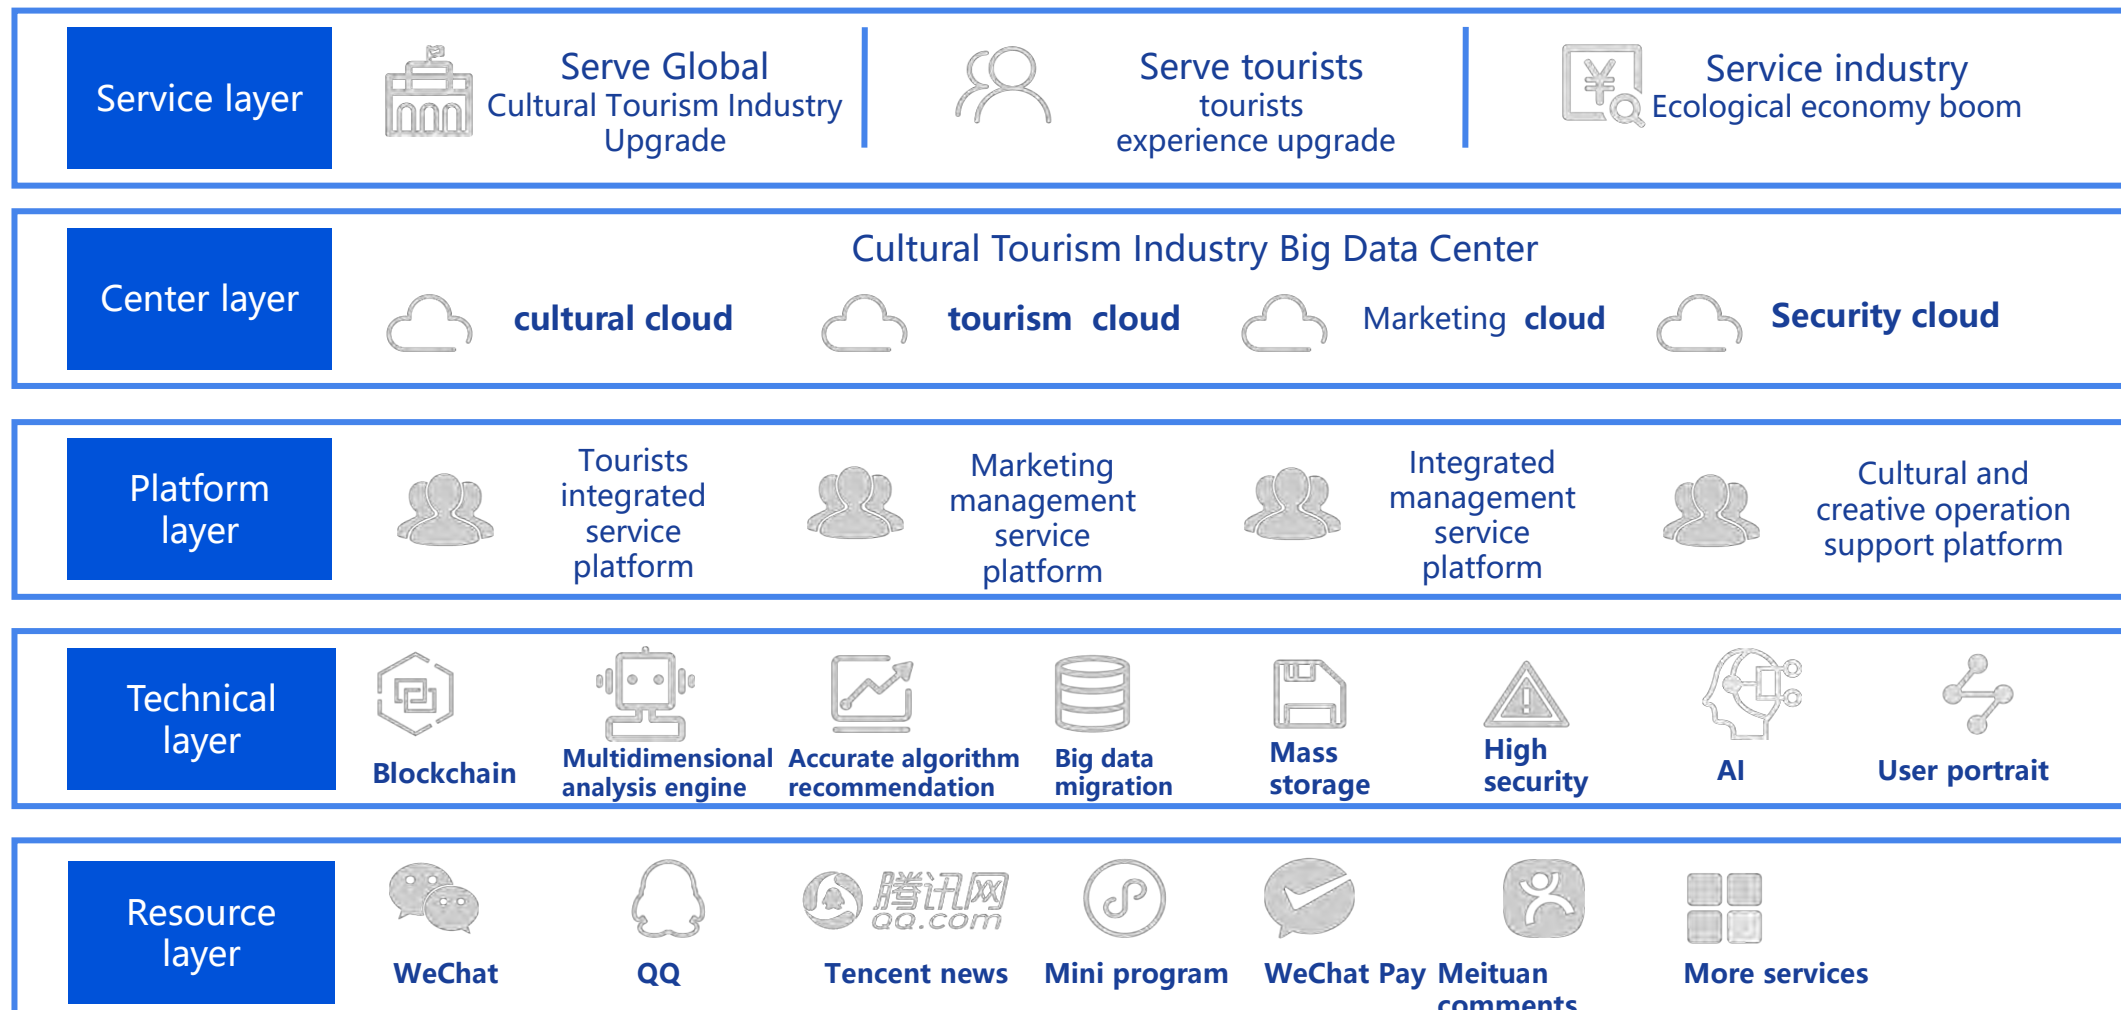 Service layer
Serve Global
Cultural Tourism Industry
Upgrade
Serve tourists
tourists
experience upgrade
Service industry
Ecological economy boom
Center layer
Cultural Tourism Industry Big Data Center
cultural cloud
tourism cloud
Marketing cloud
Security cloud
Platform
layer
Tourists
integrated
service
platform
Marketing
management
service
platform
Integrated
management
service
platform
Cultural and
creative operation
support platform
Technical
layer
Blockchain
Multidimensional
analysis engine
Accurate algorithm
recommendation
Big data
migration
Mass
storage
High
security
AI
User portrait
Resource
layer
腾讯网
QQ.com
WeChat
QQ
Tencent news
Mini program
WeChat Pay
Meituan
comments
More services